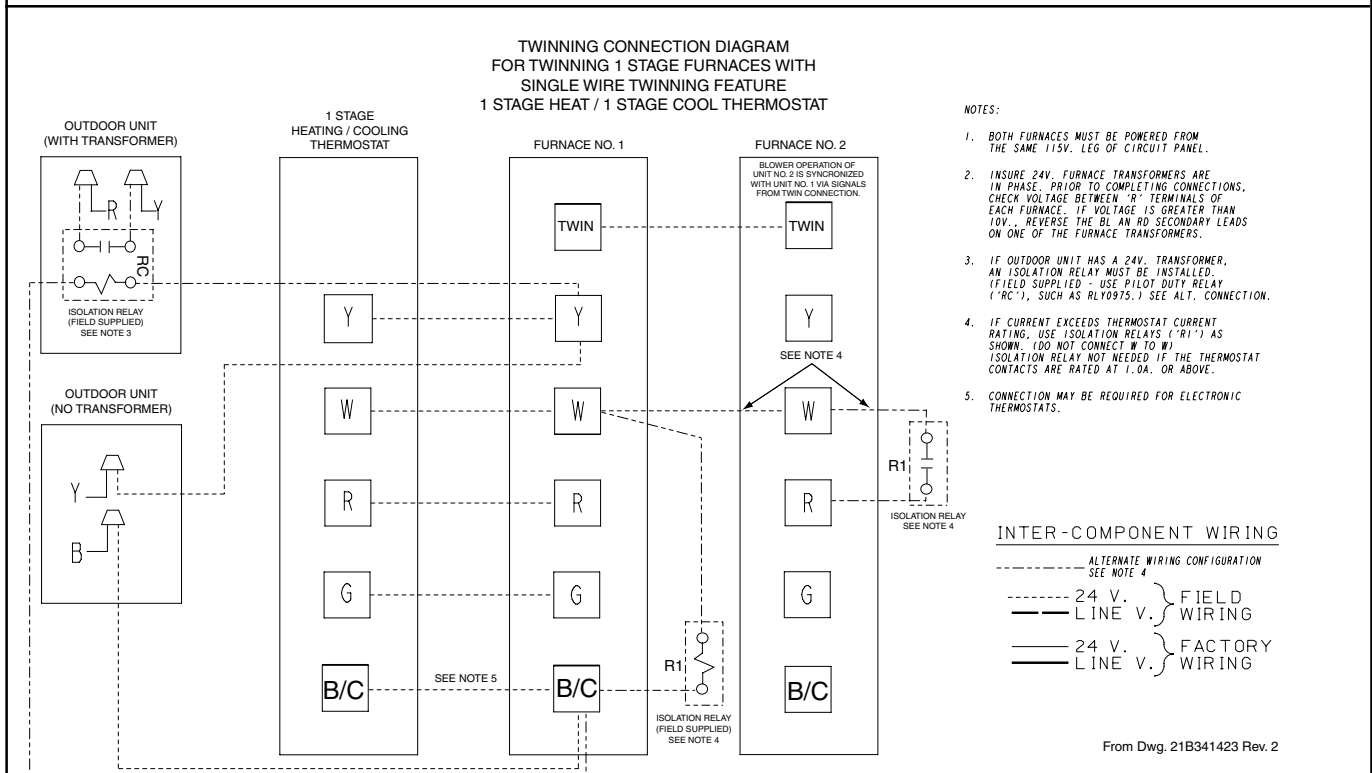 TWINNING CONNECTION DIAGRAM
FOR TWINNING 1 STAGE FURNACES WITH
SINGLE WIRE TWINNING FEATURE
1 STAGE HEAT / 1 STAGE COOL THERMOSTAT
OUTDOOR UNIT
(WITH TRANSFORMER)
R
Y
RC
ISOLATION RELAY
(FIELD SUPPLIED)
SEE NOTE 3
OUTDOOR UNIT
(NO TRANSFORMER)
Y
B
1 STAGE
HEATING / COOLING
THERMOSTAT
Y
W
R
G
B/C
SEE NOTE 5
FURNACE NO. 1
TWIN
Y
W
R
G
B/C
R1
ISOLATION RELAY
(FIELD SUPPLIED)
SEE NOTE 4
FURNACE NO. 2
BLOWER OPERATION OF
UNIT NO. 2 IS SYNCRONIZED
WITH UNIT NO. 1 VIA SIGNALS
FROM TWIN CONNECTION.
TWIN
Y
SEE NOTE 4
W
R
G
B/C
R1
ISOLATION RELAY
SEE NOTE 4
NOTES:
1. BOTH FURNACES MUST BE POWERED FROM
THE SAME 115V. LEG OF CIRCUIT PANEL.
2. INSURE 24V. FURNACE TRANSFORMERS ARE
IN PHASE. PRIOR TO COMPLETING CONNECTIONS,
CHECK VOLTAGE BETWEEN 'R' TERMINALS OF
EACH FURNACE. IF VOLTAGE IS GREATER THAN
10V., REVERSE THE BL AN RD SECONDARY LEADS
ON ONE OF THE FURNACE TRANSFORMERS.
3. IF OUTDOOR UNIT HAS A 24V. TRANSFORMER,
AN ISOLATION RELAY MUST BE INSTALLED.
(FIELD SUPPLIED - USE PILOT DUTY RELAY
('RC'), SUCH AS RLY0975.) SEE ALT. CONNECTION.
4. IF CURRENT EXCEEDS THERMOSTAT CURRENT
RATING, USE ISOLATION RELAYS ('R1') AS
SHOWN. (DO NOT CONNECT W TO W)
ISOLATION RELAY NOT NEEDED IF THE THERMOSTAT
CONTACTS ARE RATED AT 1.0A. OR ABOVE.
5. CONNECTION MAY BE REQUIRED FOR ELECTRONIC
THERMOSTATS.
INTER-COMPONENT WIRING
ALTERNATE WIRING CONFIGURATION
SEE NOTE 4
24 V.
LINE V.
FIELD
WIRING
24 V.
LINE V.
FACTORY
WIRING
From Dwg. 21B341423 Rev. 2